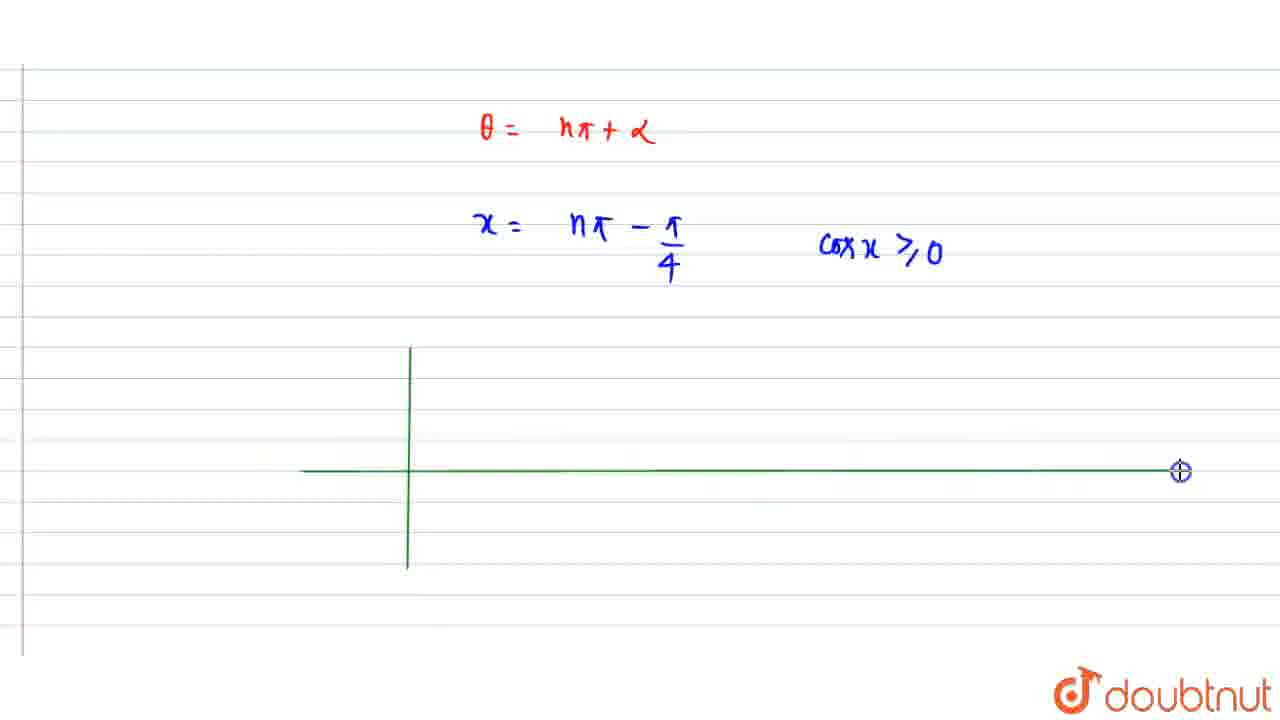 θ = nπ + α
x = nπ - π/4    cos x ≥ 0
doubtnut